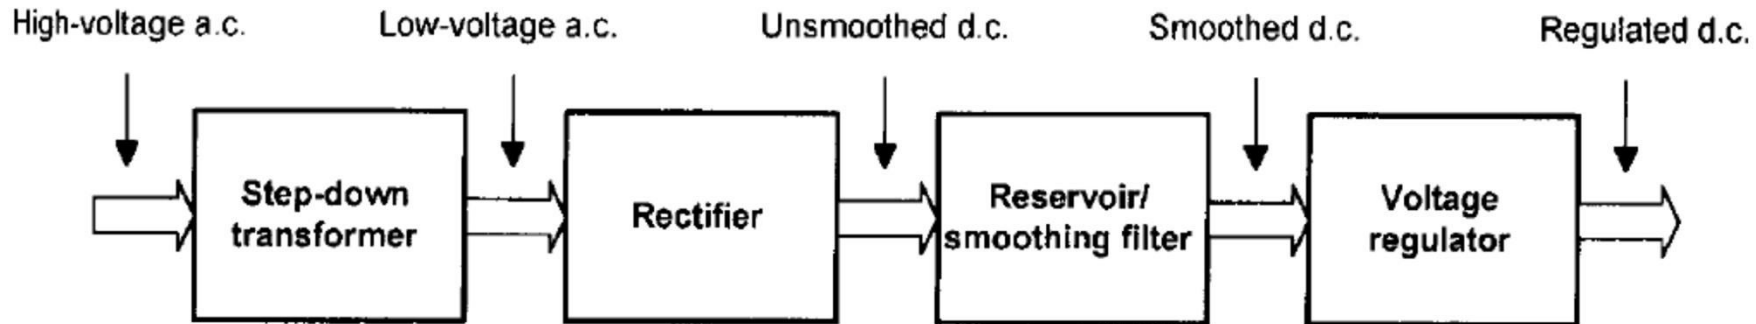 High-voltage a.c.
Low-voltage a.c.
Unsmoothed d.c.
Smoothed d.c.
Regulated d.c.
Step-down
transformer
Rectifier
Reservoir/
smoothing filter
Voltage
regulator